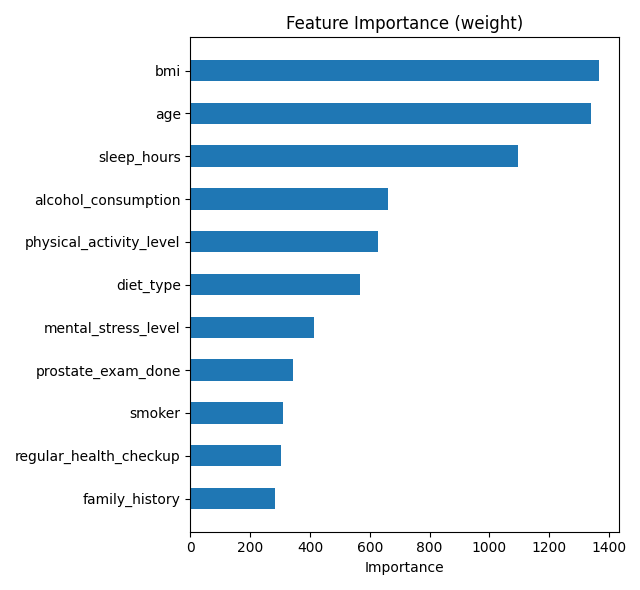 Feature Importance (weight)
bmi
age
sleep_hours
alcohol_consumption
physical_activity_level
diet_type
mental_stress_level
prostate_exam_done
smoker
regular_health_checkup
family_history
0 200 400 600 800 1000 1200 1400
Importance